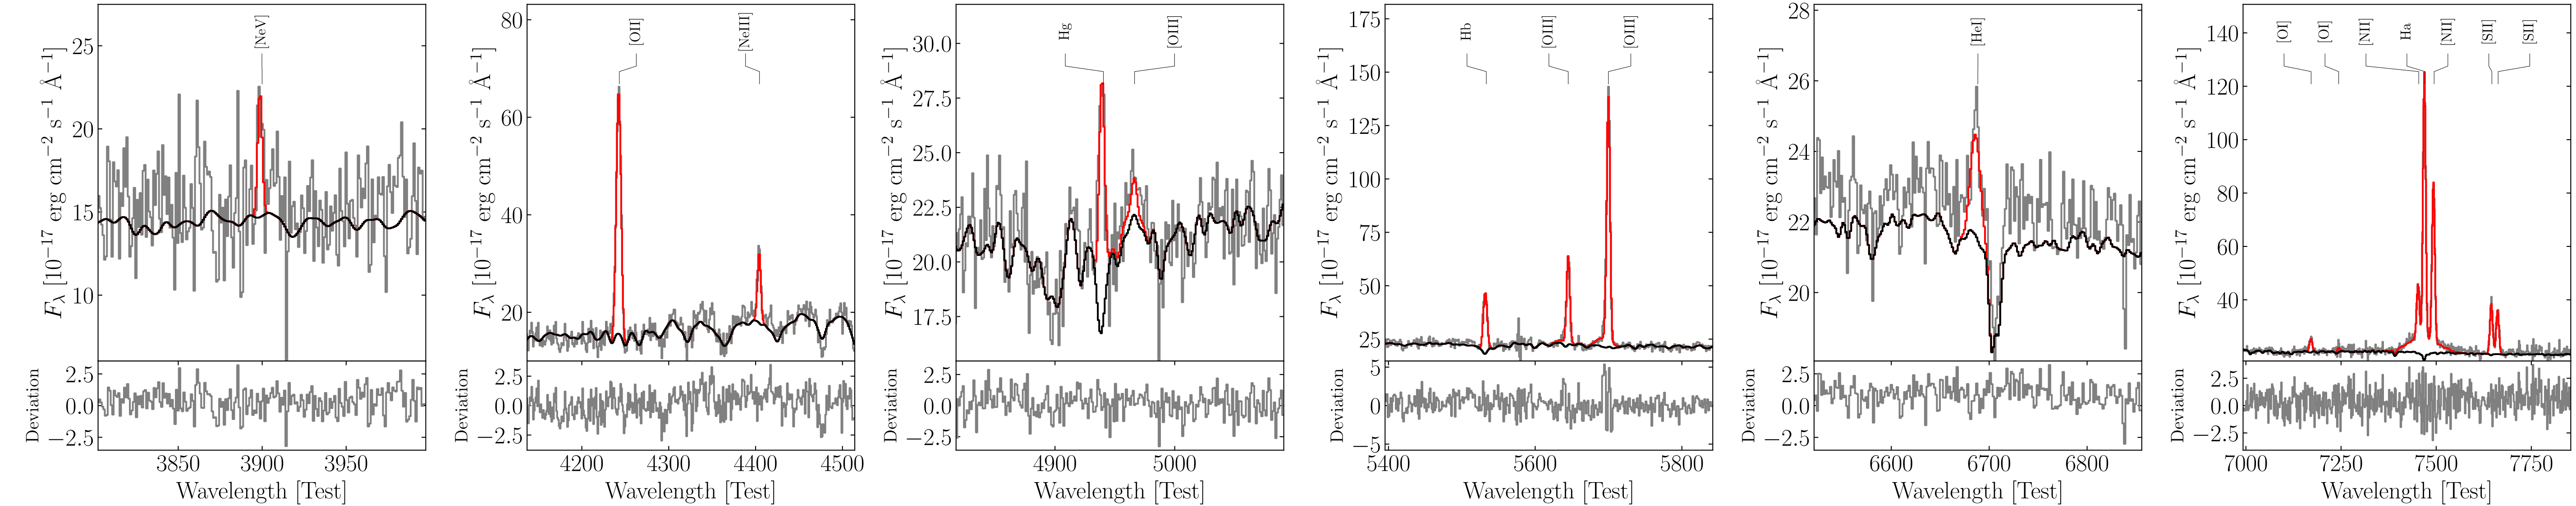 [NeV]
25
20
15
10
F_λ [10^−17 erg cm^−2 s^−1 Å^−1]
2.5
0.0
−2.5
Deviation
3850 3900 3950
Wavelength [Test]
[OII] [NeIII]
80
60
40
20
F_λ [10^−17 erg cm^−2 s^−1 Å^−1]
2.5
0.0
−2.5
Deviation
4200 4300 4400 4500
Wavelength [Test]
Hg [OIII]
30.0
27.5
25.0
22.5
20.0
17.5
F_λ [10^−17 erg cm^−2 s^−1 Å^−1]
2.5
0.0
−2.5
Deviation
4900 5000
Wavelength [Test]
Hb [OIII] [OIII]
175
150
125
100
75
50
25
F_λ [10^−17 erg cm^−2 s^−1 Å^−1]
5
0
−5
Deviation
5400 5600 5800
Wavelength [Test]
[HeI]
28
26
24
22
20
F_λ [10^−17 erg cm^−2 s^−1 Å^−1]
2.5
0.0
−2.5
Deviation
6600 6700 6800
Wavelength [Test]
[OI] [OI] [NII] Ha [NII] [SII] [SII]
140
120
100
80
60
40
F_λ [10^−17 erg cm^−2 s^−1 Å^−1]
2.5
0.0
−2.5
Deviation
7000 7250 7500 7750
Wavelength [Test]